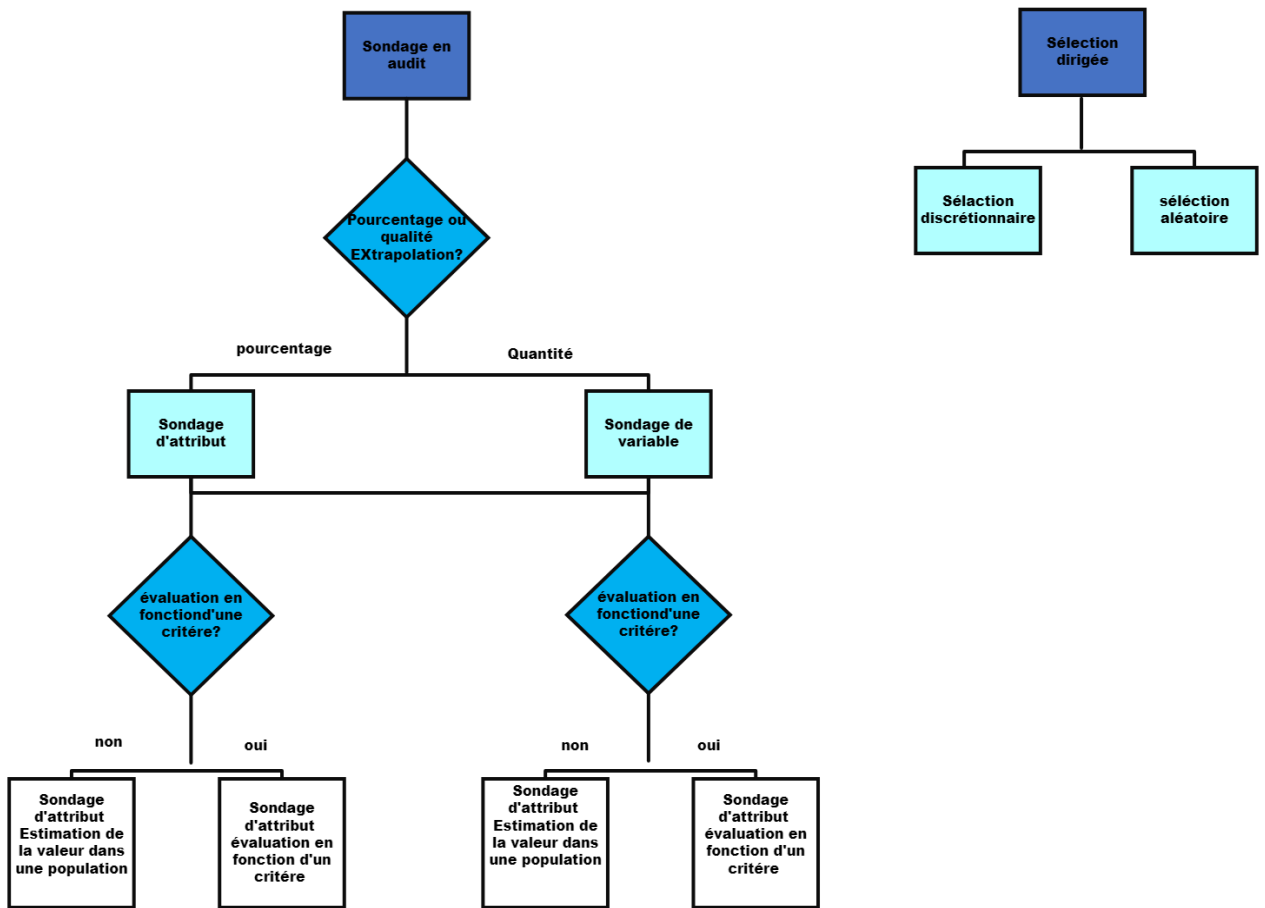 Sondage en
audit
Sélection
dirigée
Sélaction
discrétionnaire
séléction
aléatoire
Pourcentage ou
qualité
EXtrapolation?
pourcentage
Quantité
Sondage
d'attribut
Sondage de
variable
évaluation en
fonctiond'une
critére?
évaluation en
fonctiond'une
critére?
non
oui
non
oui
Sondage
d'attribut
Estimation de
la valeur dans
une population
Sondage
d'attribut
évaluation en
fonction d'un
critére
Sondage
d'attribut
Estimation de
la valeur dans
une population
Sondage
d'attribut
évaluation en
fonction d'un
critére